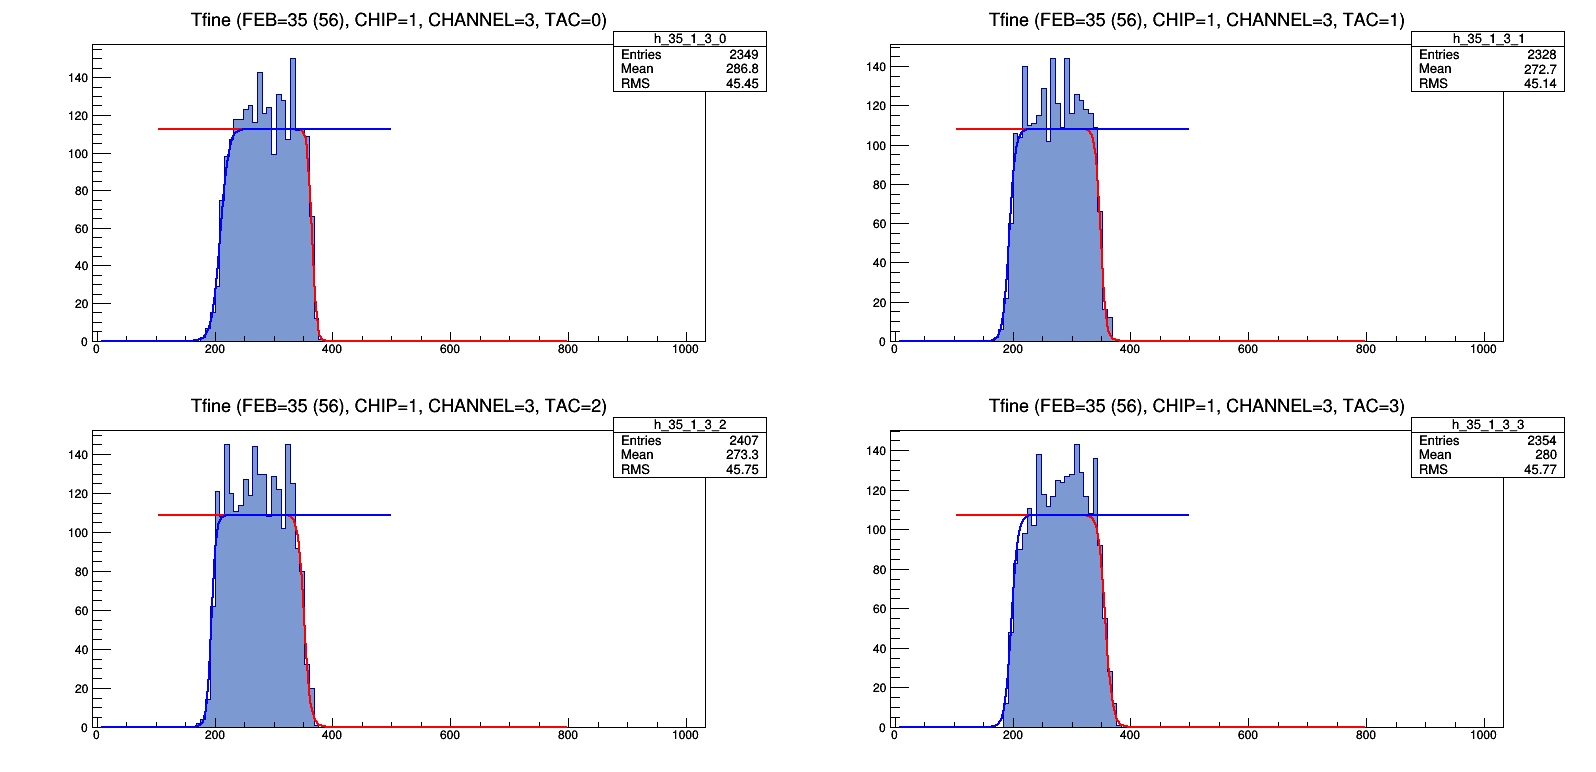 Tfine (FEB=35 (56), CHIP=1, CHANNEL=3, TAC=0)
h_35_1_3_0
Entries 2349
Mean 286.8
RMS 45.45
140
120
100
80
60
40
20
0
0 200 400 600 800 1000
Tfine (FEB=35 (56), CHIP=1, CHANNEL=3, TAC=1)
h_35_1_3_1
Entries 2328
Mean 272.7
RMS 45.14
140
120
100
80
60
40
20
0
0 200 400 600 800 1000
Tfine (FEB=35 (56), CHIP=1, CHANNEL=3, TAC=2)
h_35_1_3_2
Entries 2407
Mean 273.3
RMS 45.75
140
120
100
80
60
40
20
0
0 200 400 600 800 1000
Tfine (FEB=35 (56), CHIP=1, CHANNEL=3, TAC=3)
h_35_1_3_3
Entries 2354
Mean 280
RMS 45.77
140
120
100
80
60
40
20
0
0 200 400 600 800 1000